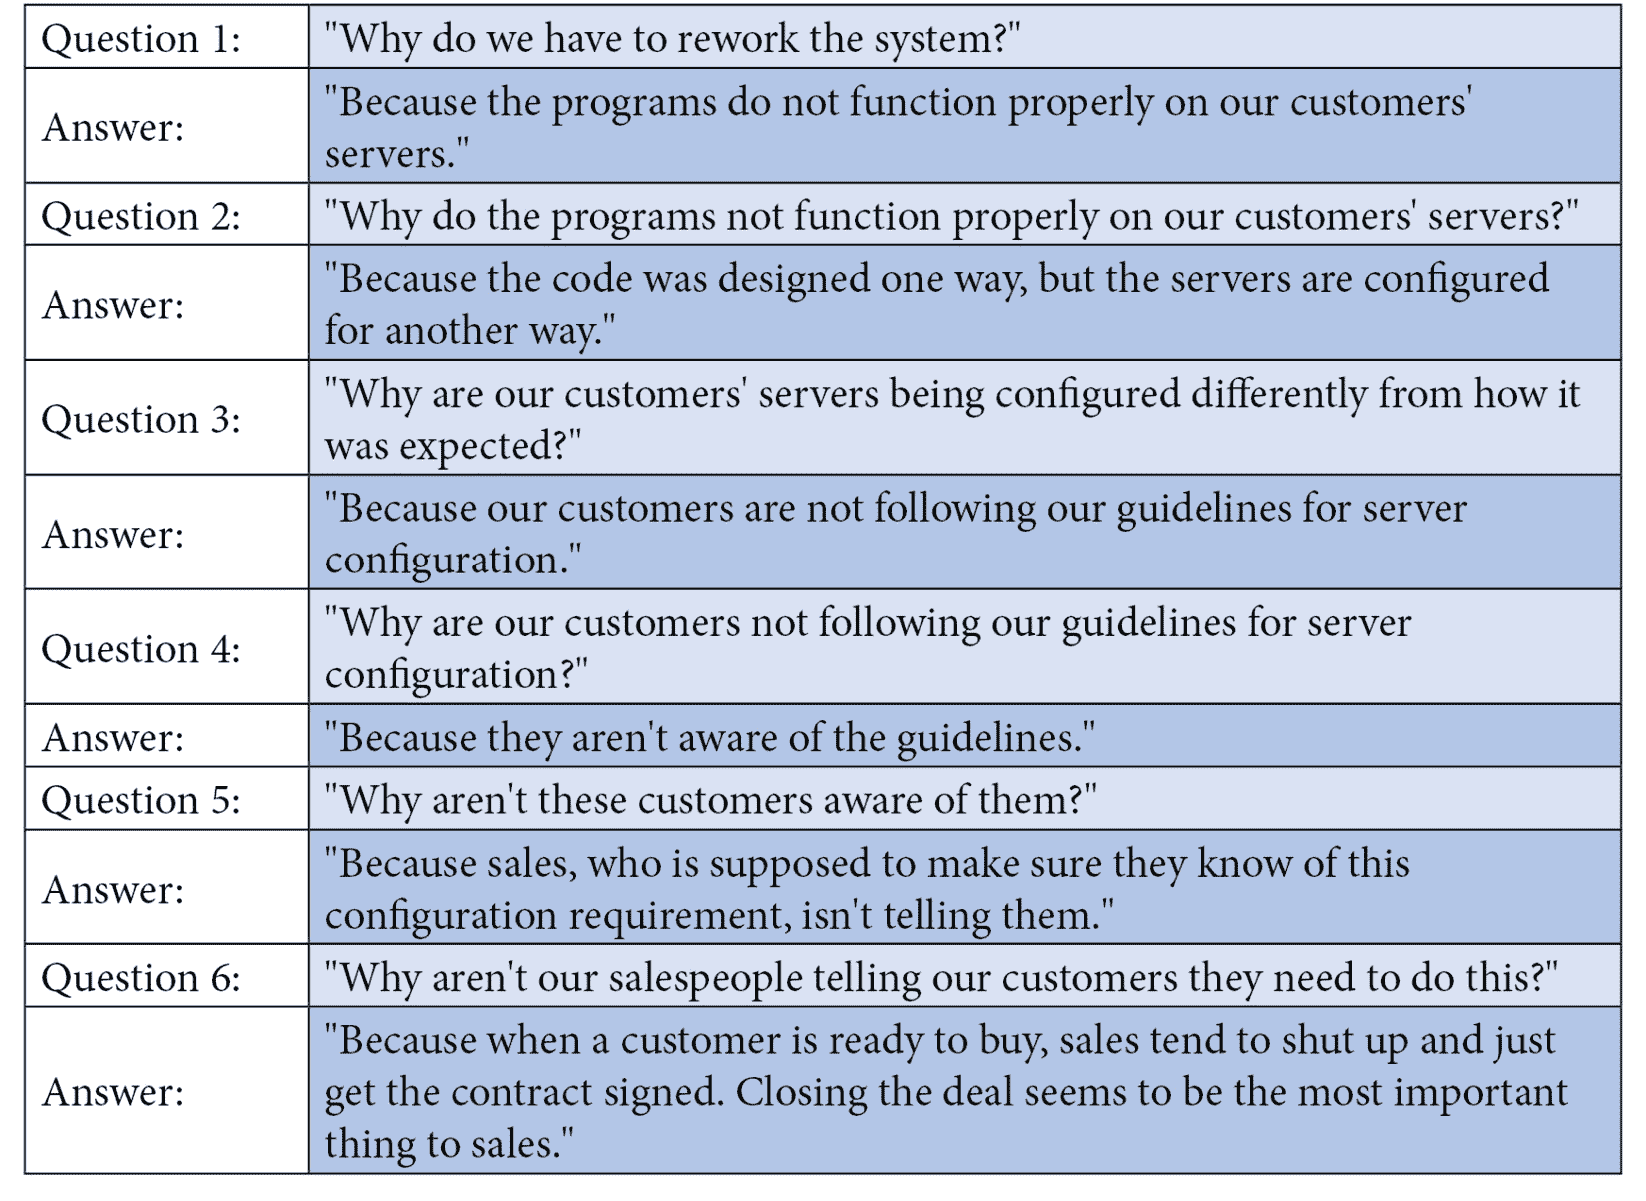 Question 1:
"Why do we have to rework the system?"
Answer:
"Because the programs do not function properly on our customers'
servers."
Question 2:
"Why do the programs not function properly on our customers' servers?"
Answer:
"Because the code was designed one way, but the servers are configured
for another way."
Question 3:
"Why are our customers' servers being configured differently from how it
was expected?"
Answer:
"Because our customers are not following our guidelines for server
configuration."
Question 4:
"Why are our customers not following our guidelines for server
configuration?"
Answer:
"Because they aren't aware of the guidelines."
Question 5:
"Why aren't these customers aware of them?"
Answer:
"Because sales, who is supposed to make sure they know of this
configuration requirement, isn't telling them."
Question 6:
"Why aren't our salespeople telling our customers they need to do this?"
Answer:
"Because when a customer is ready to buy, sales tend to shut up and just
get the contract signed. Closing the deal seems to be the most important
thing to sales."